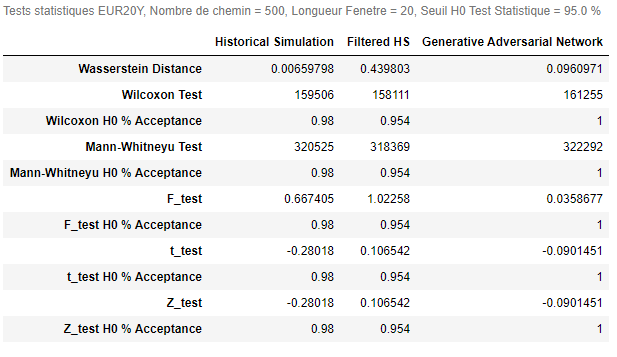 Tests statistiques EUR20Y, Nombre de chemin = 500, Longueur Fenetre = 20, Seuil H0 Test Statistique = 95.0 %
Historical Simulation Filtered HS Generative Adversarial Network
Wasserstein Distance 0.00659798 0.439803 0.0960971
Wilcoxon Test 159506 158111 161255
Wilcoxon H0 % Acceptance 0.98 0.954 1
Mann-Whitneyu Test 320525 318369 322292
Mann-Whitneyu H0 % Acceptance 0.98 0.954 1
F_test 0.667405 1.02258 0.0358677
F_test H0 % Acceptance 0.98 0.954 1
t_test -0.28018 0.106542 -0.0901451
t_test H0 % Acceptance 0.98 0.954 1
Z_test -0.28018 0.106542 -0.0901451
Z_test H0 % Acceptance 0.98 0.954 1